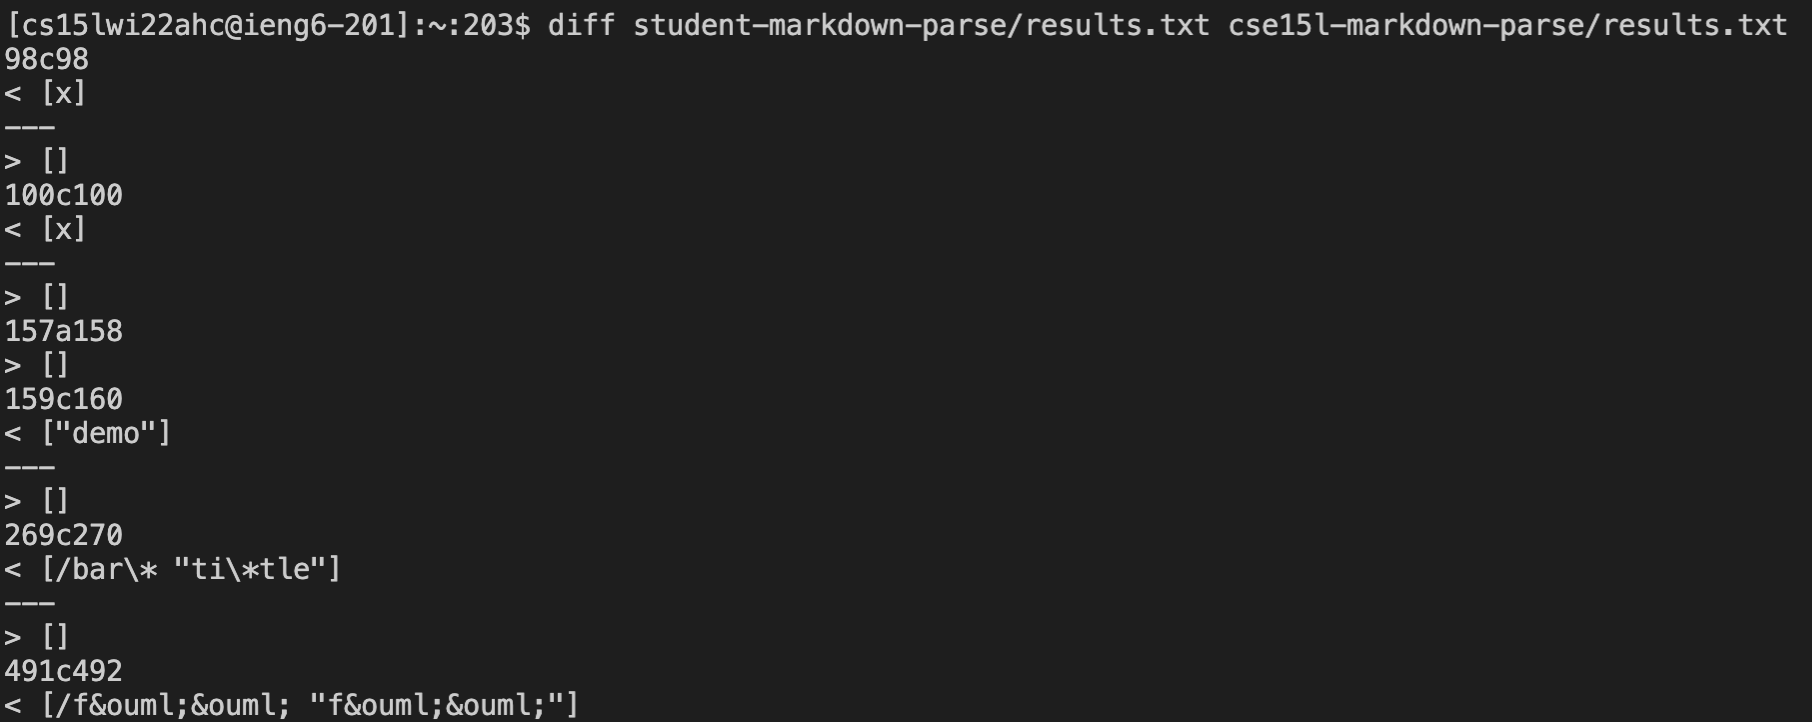 [cs15lwi22ahc@ieng6-201]:~:203$ diff student-markdown-parse/results.txt cse15l-markdown-parse/results.txt
98c98
< [x]
---
> []
100c100
< [x]
---
> []
157a158
> []
159c160
< ["demo"]
---
> []
269c270
< [/bar\* "ti\*tle"]
---
> []
491c492
< [/f&ouml;&ouml; "f&ouml;&ouml;"]